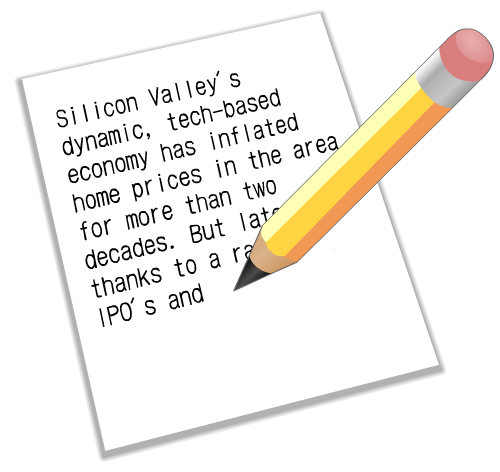 Silicon Valley's
dynamic, tech-based
economy has inflated
home prices in the area
for more than two
decades. But
thanks to a
IPO's and